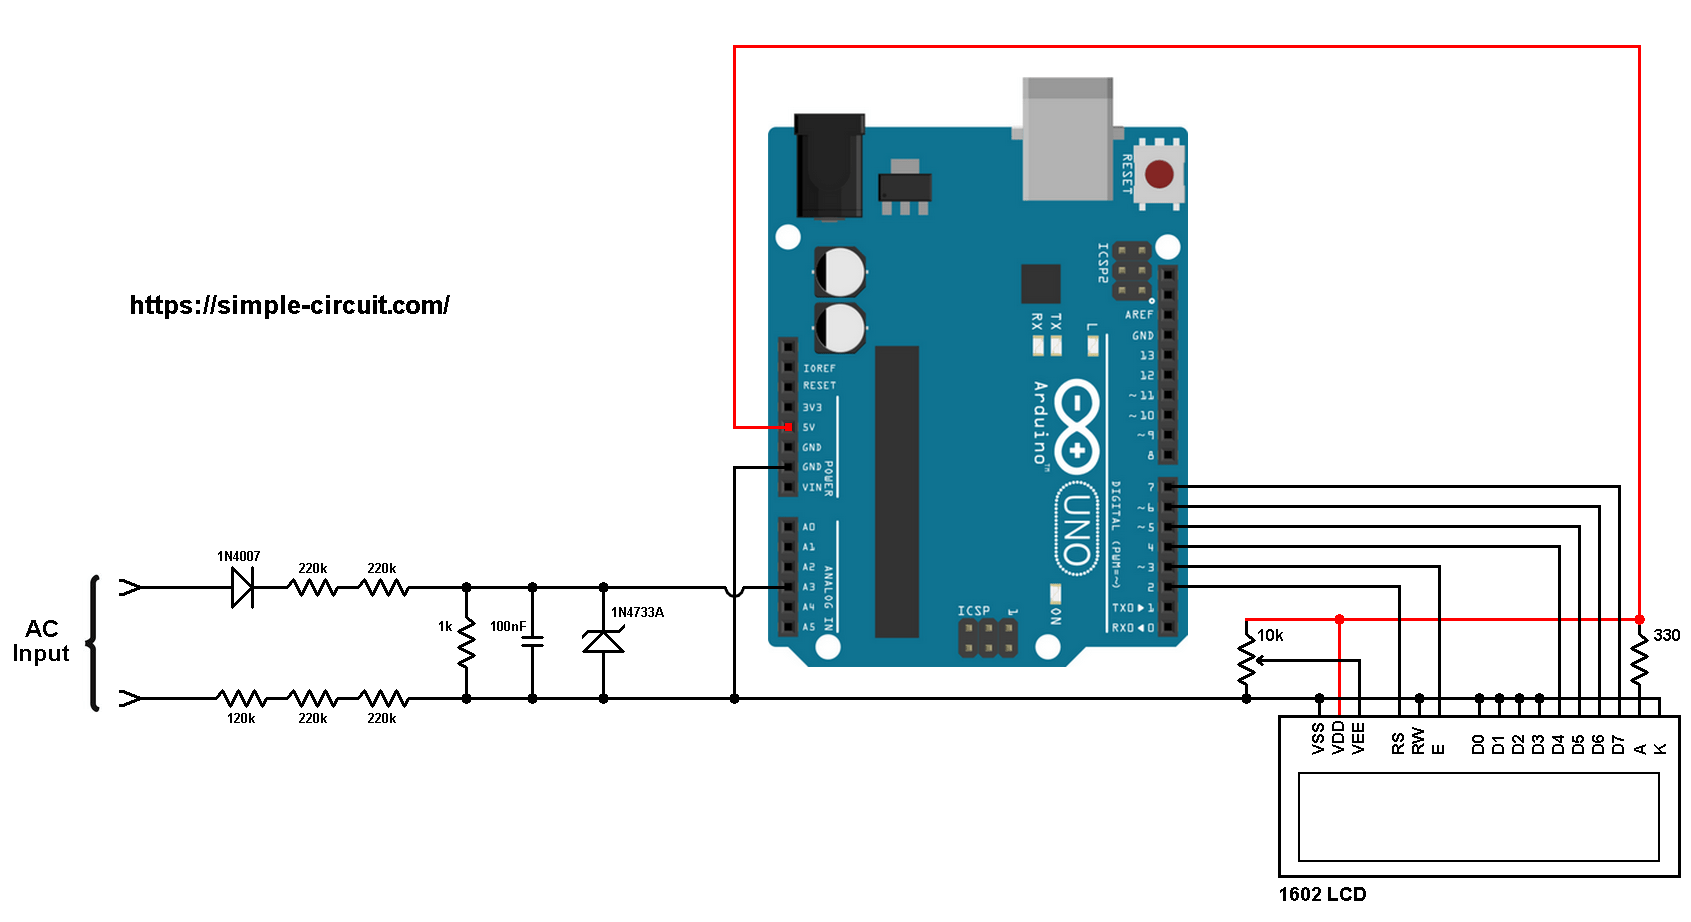 https://simple-circuit.com/
RESET
ICSP2
AREF
GND
13
12
~11
~10
~9
8
7
~6
~5
4
~3
2
TX0▶1
RX0◀0
RX
TX
L
Arduino™
UNO
DIGITAL (PWM=~)
ON
ICSP
1
IOREF
RESET
3V3
5V
GND
GND
VIN
POWER
A0
A1
A2
A3
A4
A5
ANALOG IN
AC
Input
1N4007
220k
220k
1k
100nF
1N4733A
120k
220k
220k
10k
330
VSS
VDD
VEE
RS
RW
E
D0
D1
D2
D3
D4
D5
D6
D7
A
K
1602 LCD